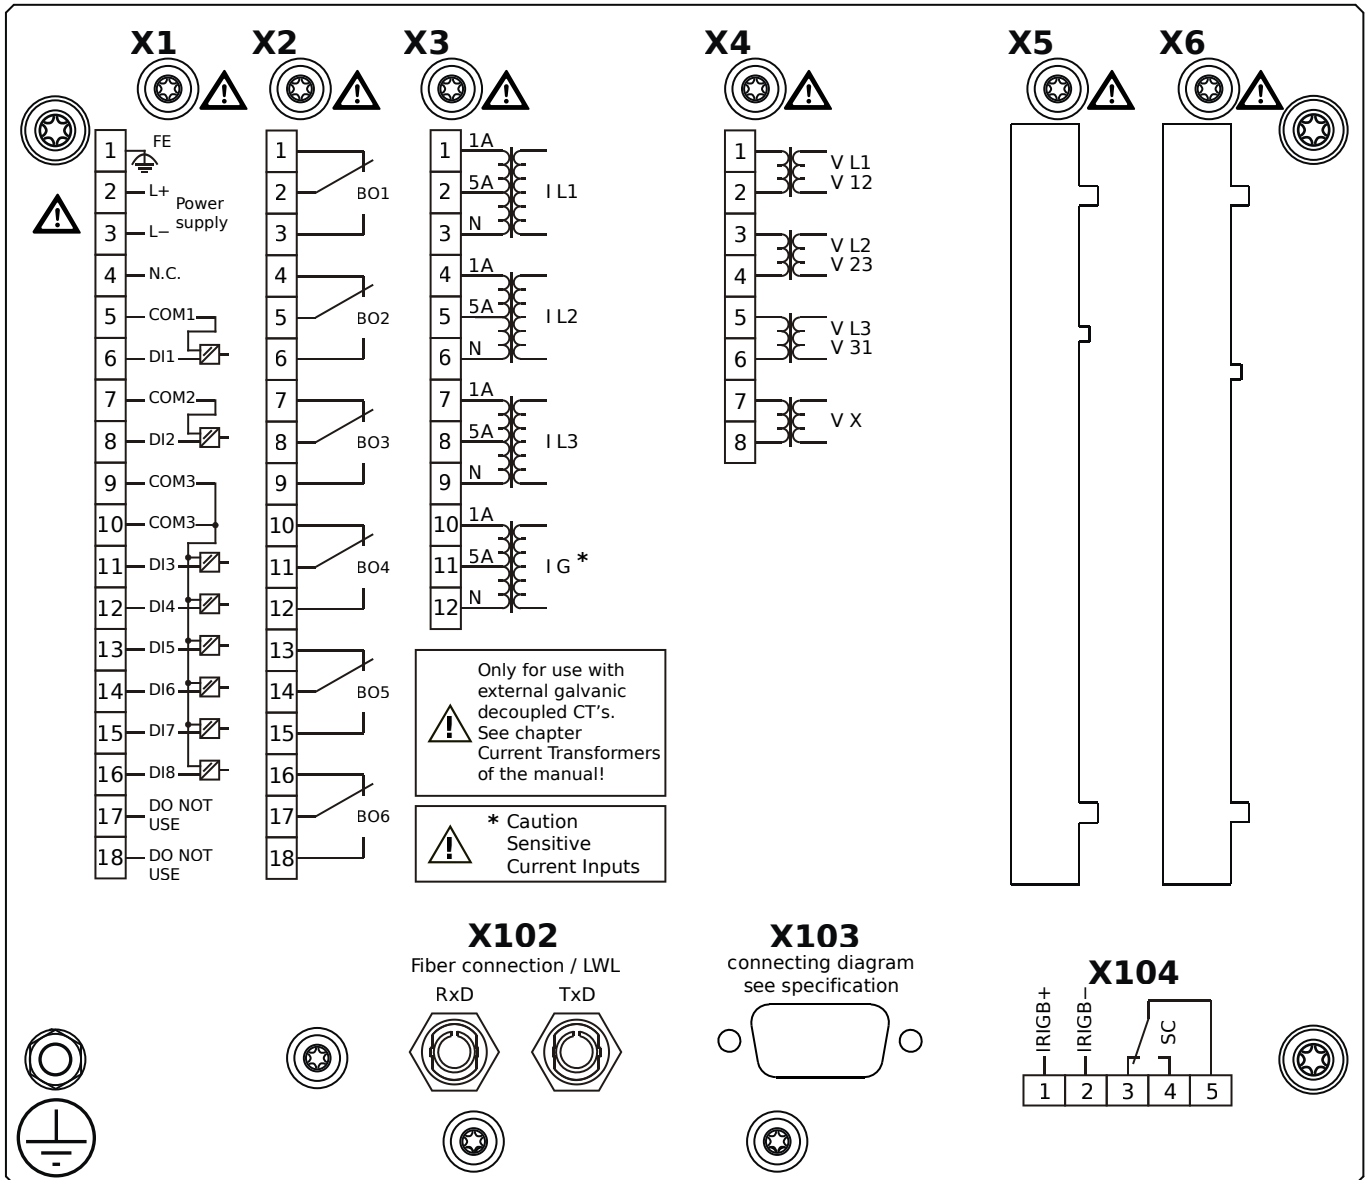 X1
X2
X3
X4
X5
X6
1
FE
2
L+
Power
supply
3
L−
4
N.C.
5
COM1
6
DI1
7
COM2
8
DI2
9
COM3
10
COM3
11
DI3
12
DI4
13
DI5
14
DI6
15
DI7
16
DI8
17
DO NOT
USE
18
DO NOT
USE
1
2
BO1
3
4
5
BO2
6
7
8
BO3
9
10
11
BO4
12
13
14
BO5
15
16
17
BO6
18
1
1A
2
5A
I L1
3
N
4
1A
5
5A
I L2
6
N
7
1A
8
5A
I L3
9
N
10
1A
11
5A
I G *
12
N
Only for use with
external galvanic
decoupled CT's.
See chapter
Current Transformers
of the manual!
* Caution
Sensitive
Current Inputs
1
V L1
2
V 12
3
V L2
4
V 23
5
V L3
6
V 31
7
V X
8
X102
Fiber connection / LWL
RxD TxD
X103
connecting diagram
see specification
X104
IRIGB+
IRIGB−
SC
1 2 3 4 5